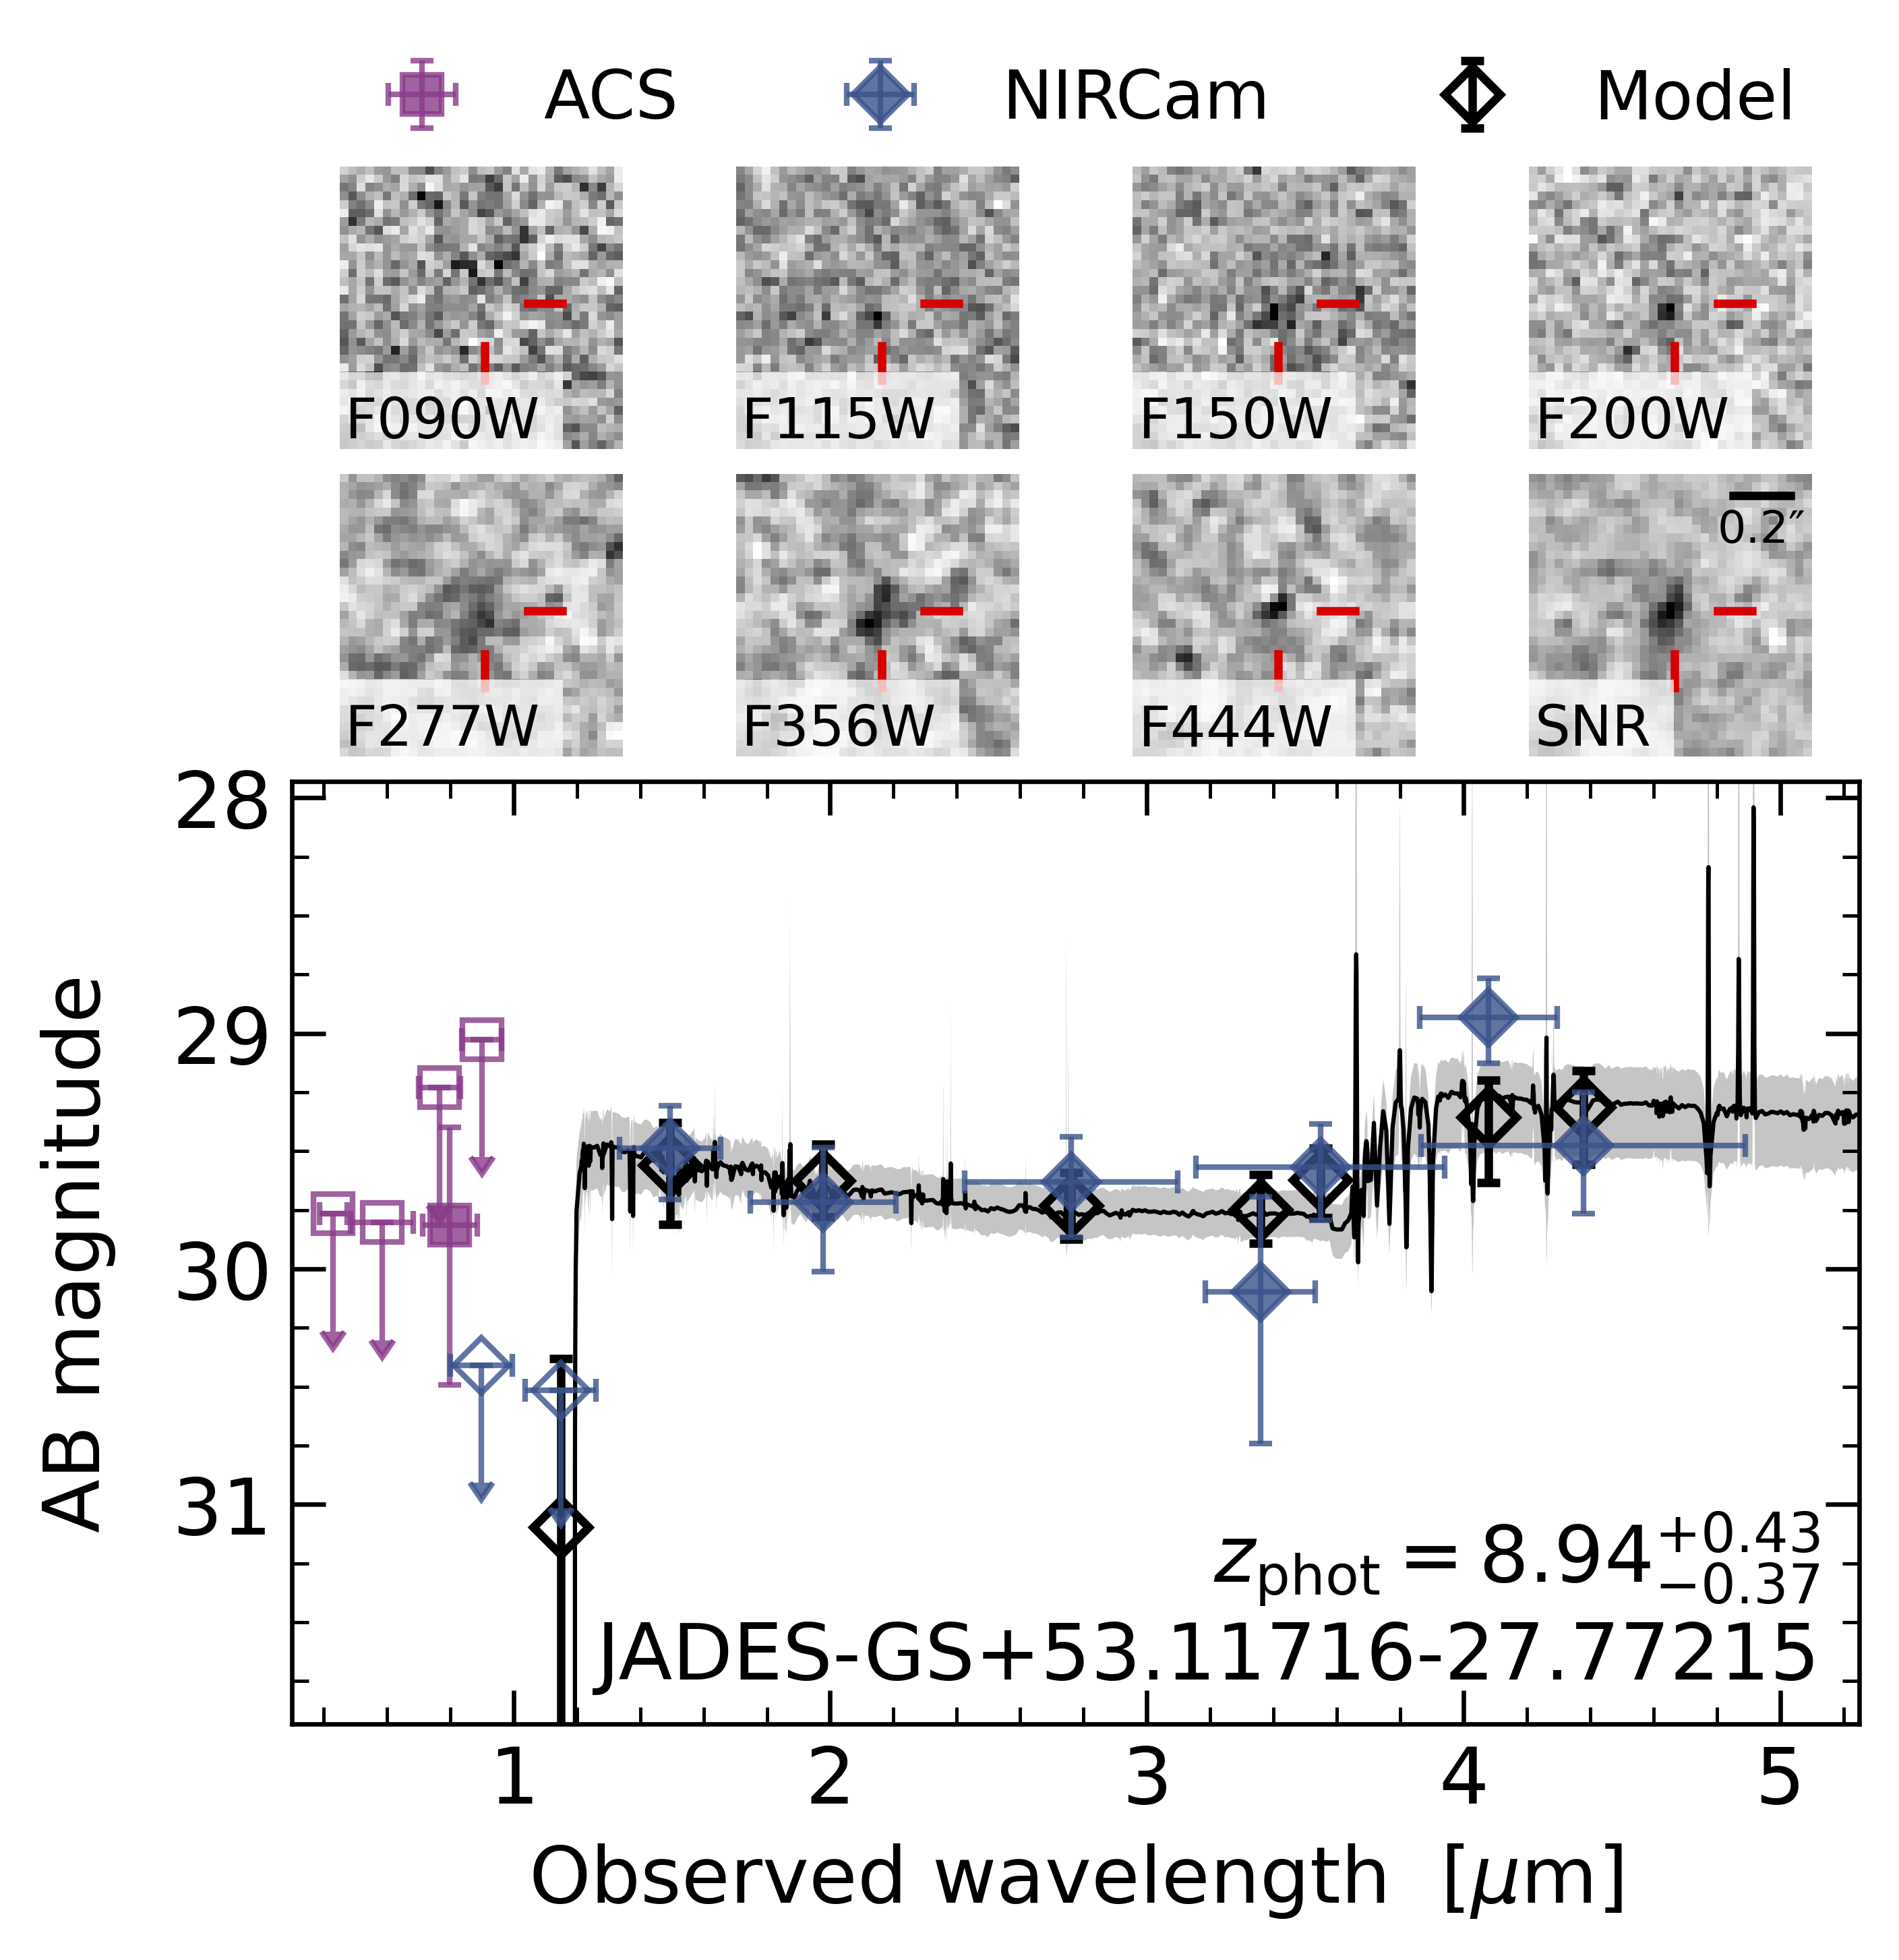 ACS NIRCam Model
F090W F115W F150W F200W
0.2″
F277W F356W F444W SNR
28
29
30
31
AB magnitude
z_phot = 8.94^{+0.43}_{−0.37}
JADES-GS+53.11716-27.77215
1 2 3 4 5
Observed wavelength [μm]